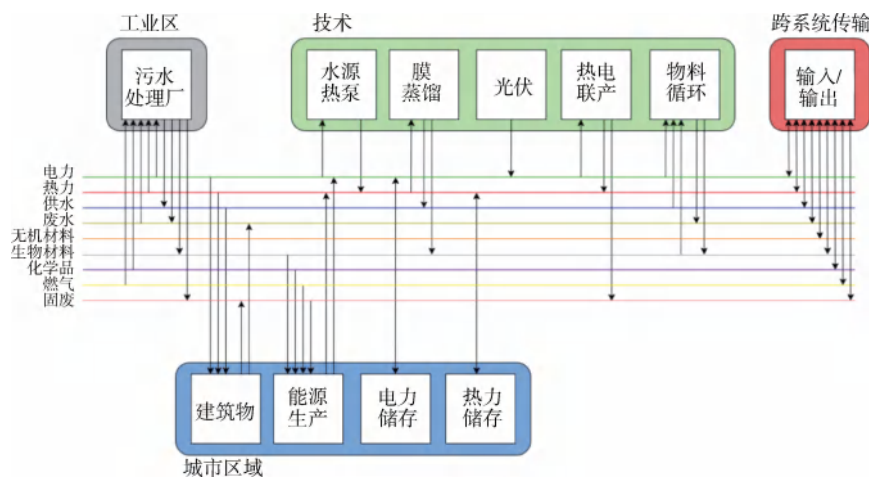 工业区
技术
跨系统传输
污水
处理厂
水源
热泵
膜
蒸馏
光伏
热电
联产
物料
循环
输入/
输出
电力
热力
供水
废水
无机材料
生物材料
化学品
燃气
固废
建筑物
能源
生产
电力
储存
热力
储存
城市区域